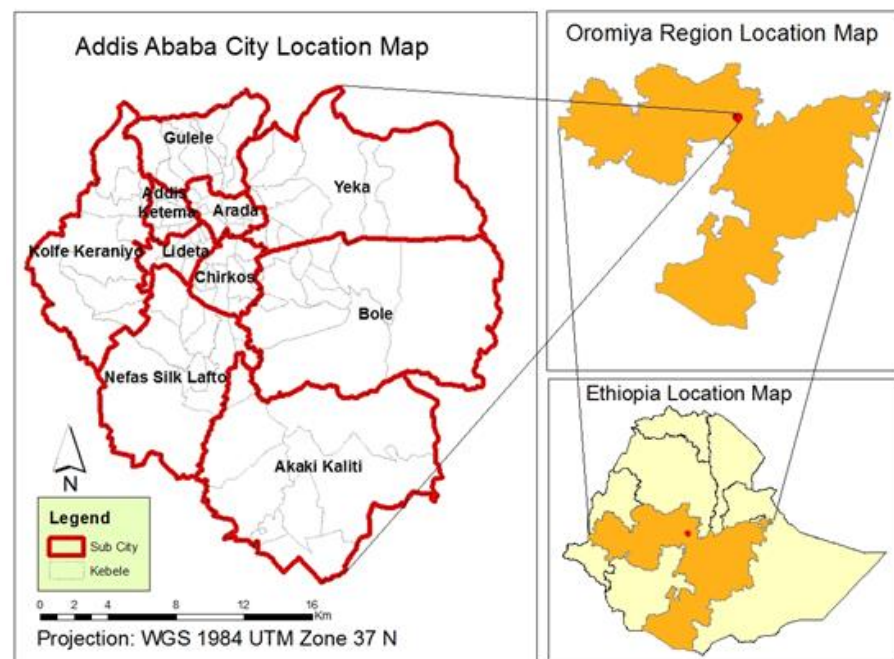 Addis Ababa City Location Map
Gulele
Yeka
Addis
Ketema
Arada
Kolfe Keraniyo
Lideta
Chirkos
Bole
Nefas Silk Lafto
Akaki Kaliti
N
Legend
Sub City
Kebele
0 2 4 8 12 16
Km
Projection: WGS 1984 UTM Zone 37 N
Oromiya Region Location Map
Ethiopia Location Map